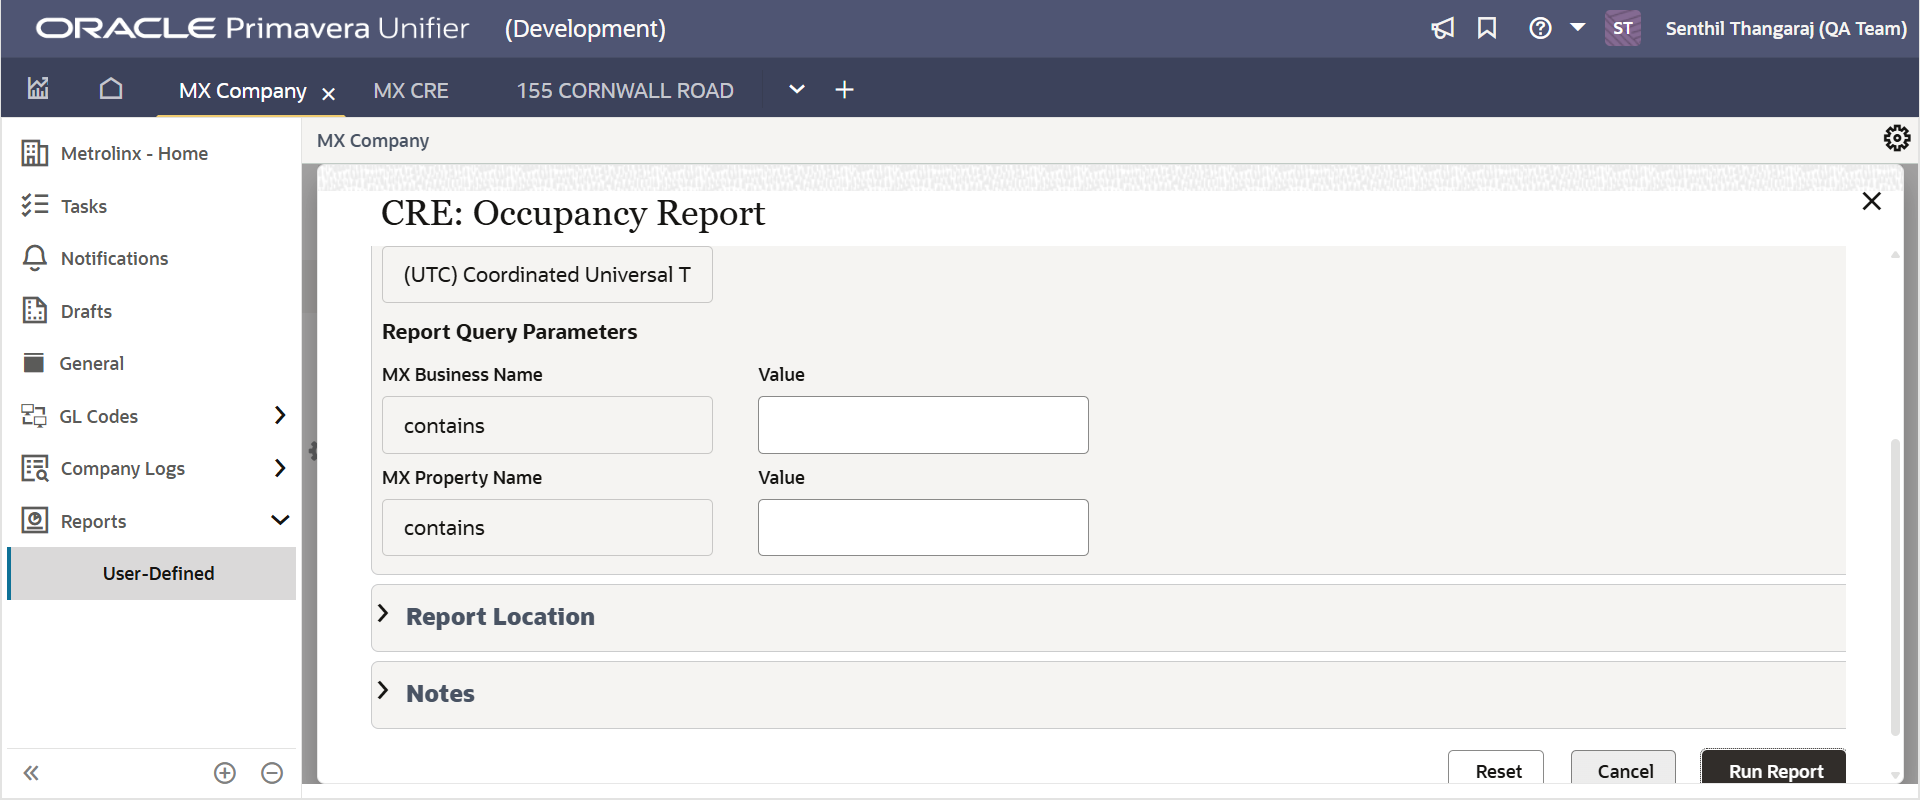 ORACLE Primavera Unifier (Development)
ST Senthil Thangaraj (QA Team)
MX Company MX CRE 155 CORNWALL ROAD
Metrolinx - Home
Tasks
Notifications
Drafts
General
GL Codes
Company Logs
Reports
User-Defined
MX Company
CRE: Occupancy Report
(UTC) Coordinated Universal T
Report Query Parameters
MX Business Name Value
contains
MX Property Name Value
contains
Report Location
Notes
Reset Cancel Run Report